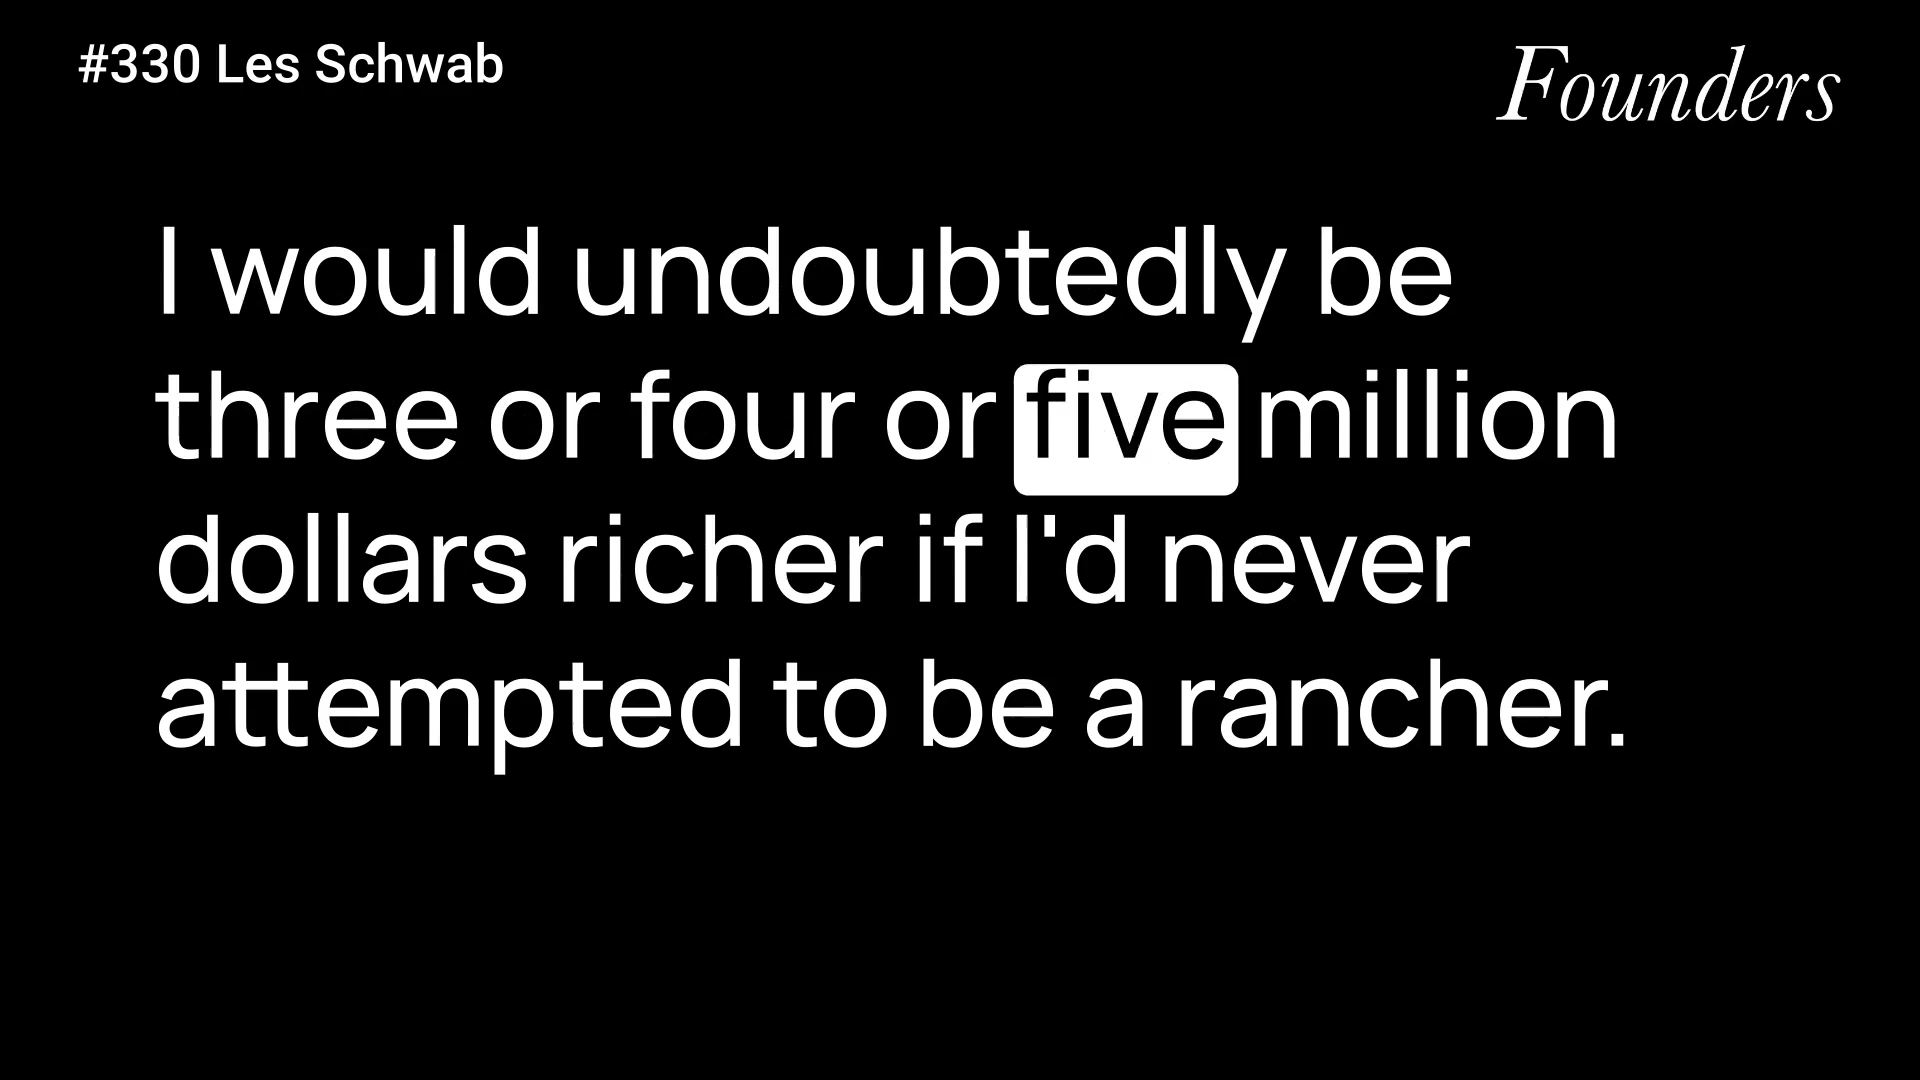 #330 Les Schwab
Founders
I would undoubtedly be
three or four or five million
dollars richer if I'd never
attempted to be a rancher.